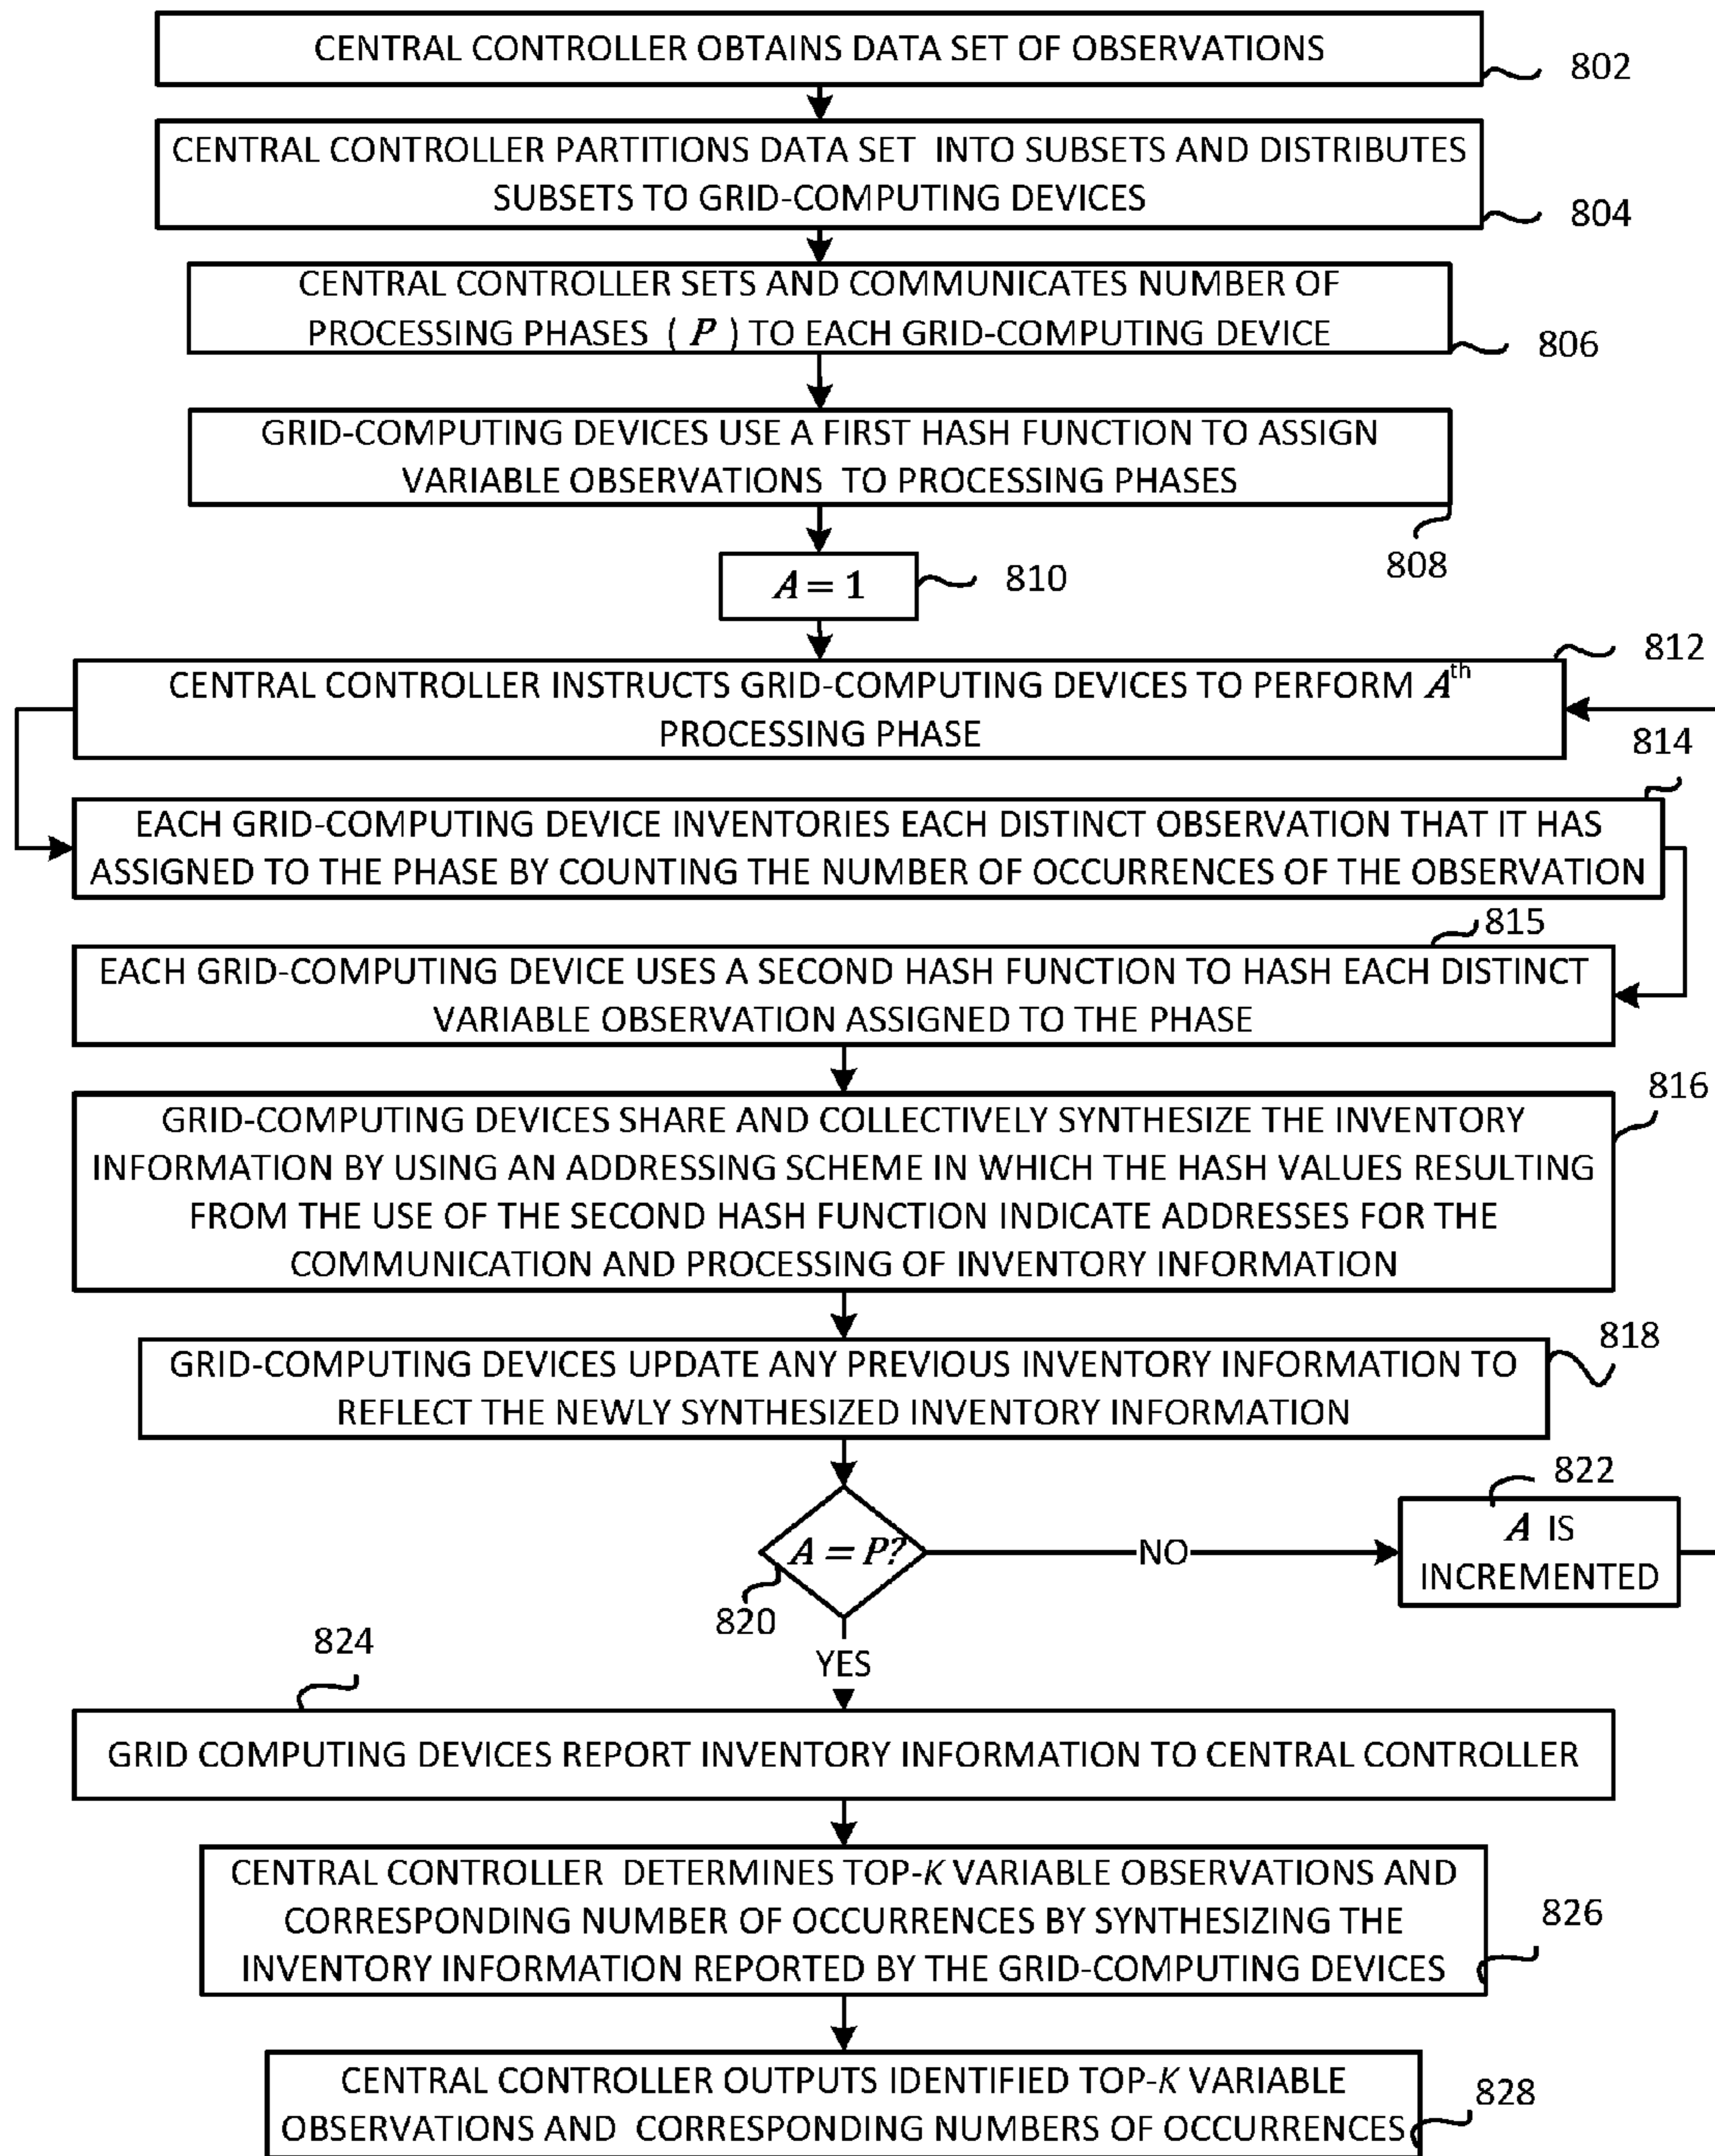 CENTRAL CONTROLLER OBTAINS DATA SET OF OBSERVATIONS
802
CENTRAL CONTROLLER PARTITIONS DATA SET INTO SUBSETS AND DISTRIBUTES
SUBSETS TO GRID-COMPUTING DEVICES
804
CENTRAL CONTROLLER SETS AND COMMUNICATES NUMBER OF
PROCESSING PHASES ( P ) TO EACH GRID-COMPUTING DEVICE
806
GRID-COMPUTING DEVICES USE A FIRST HASH FUNCTION TO ASSIGN
VARIABLE OBSERVATIONS TO PROCESSING PHASES
808
A = 1
810
812
CENTRAL CONTROLLER INSTRUCTS GRID-COMPUTING DEVICES TO PERFORM Ath
PROCESSING PHASE
814
EACH GRID-COMPUTING DEVICE INVENTORIES EACH DISTINCT OBSERVATION THAT IT HAS
ASSIGNED TO THE PHASE BY COUNTING THE NUMBER OF OCCURRENCES OF THE OBSERVATION
815
EACH GRID-COMPUTING DEVICE USES A SECOND HASH FUNCTION TO HASH EACH DISTINCT
VARIABLE OBSERVATION ASSIGNED TO THE PHASE
816
GRID-COMPUTING DEVICES SHARE AND COLLECTIVELY SYNTHESIZE THE INVENTORY
INFORMATION BY USING AN ADDRESSING SCHEME IN WHICH THE HASH VALUES RESULTING
FROM THE USE OF THE SECOND HASH FUNCTION INDICATE ADDRESSES FOR THE
COMMUNICATION AND PROCESSING OF INVENTORY INFORMATION
818
GRID-COMPUTING DEVICES UPDATE ANY PREVIOUS INVENTORY INFORMATION TO
REFLECT THE NEWLY SYNTHESIZED INVENTORY INFORMATION
822
A = P?
NO
A IS
INCREMENTED
820
YES
824
GRID COMPUTING DEVICES REPORT INVENTORY INFORMATION TO CENTRAL CONTROLLER
CENTRAL CONTROLLER DETERMINES TOP-K VARIABLE OBSERVATIONS AND
CORRESPONDING NUMBER OF OCCURRENCES BY SYNTHESIZING THE
INVENTORY INFORMATION REPORTED BY THE GRID-COMPUTING DEVICES
826
CENTRAL CONTROLLER OUTPUTS IDENTIFIED TOP-K VARIABLE
OBSERVATIONS AND CORRESPONDING NUMBERS OF OCCURRENCES
828